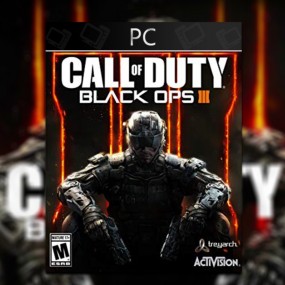 PC
CALL OF DUTY
BLACK OPS III
MATURE 17+
M
ESRB
treyarch
ACTIVISION